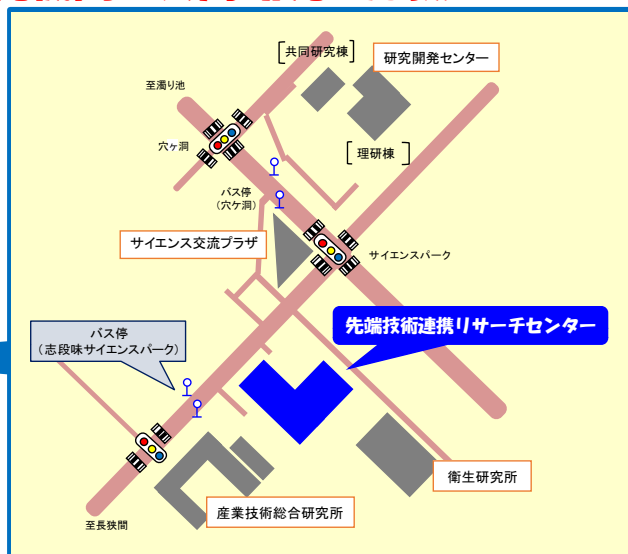 [共同研究棟]
研究開発センター
至濁り池
穴ヶ洞
[理研棟]
バス停
(穴ケ洞)
サイエンス交流プラザ
サイエンスパーク
先端技術連携リサーチセンター
バス停
(志段味サイエンスパーク)
衛生研究所
産業技術総合研究所
至長狭間